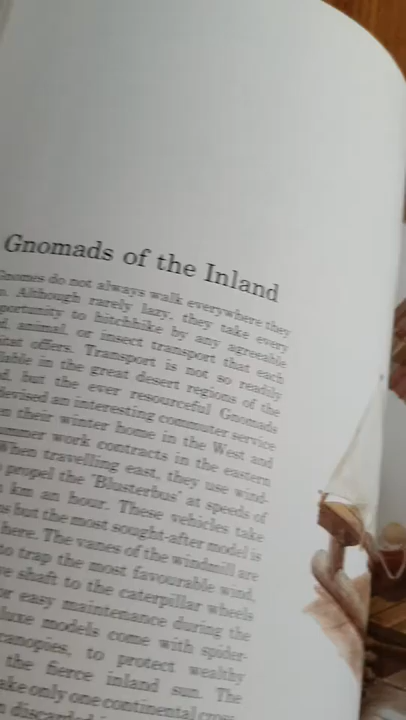 Gnomads of the Inland
Gnomes do not always walk everywhere they
Although rarely lazy, they take every
opportunity to hitchhike by any agreeable
animal, or insect transport that each
offers. Transport is not so readily
in the great desert regions of the
but the ever resourceful Gnomads
devised an interesting commuter service
their winter home in the West and
summer work contracts in the eastern
When travelling east, they use wind-
propel the 'Blusterbus' at speeds of
km an hour. These vehicles take
but the most sought-after model is
here. The vanes of the windmill are
to trap the most favourable wind,
shaft to the caterpillar wheels
or easy maintenance during the
luxe models come with spider-
canopies, to protect wealthy
the fierce inland sun. The
take only one continental
discarded